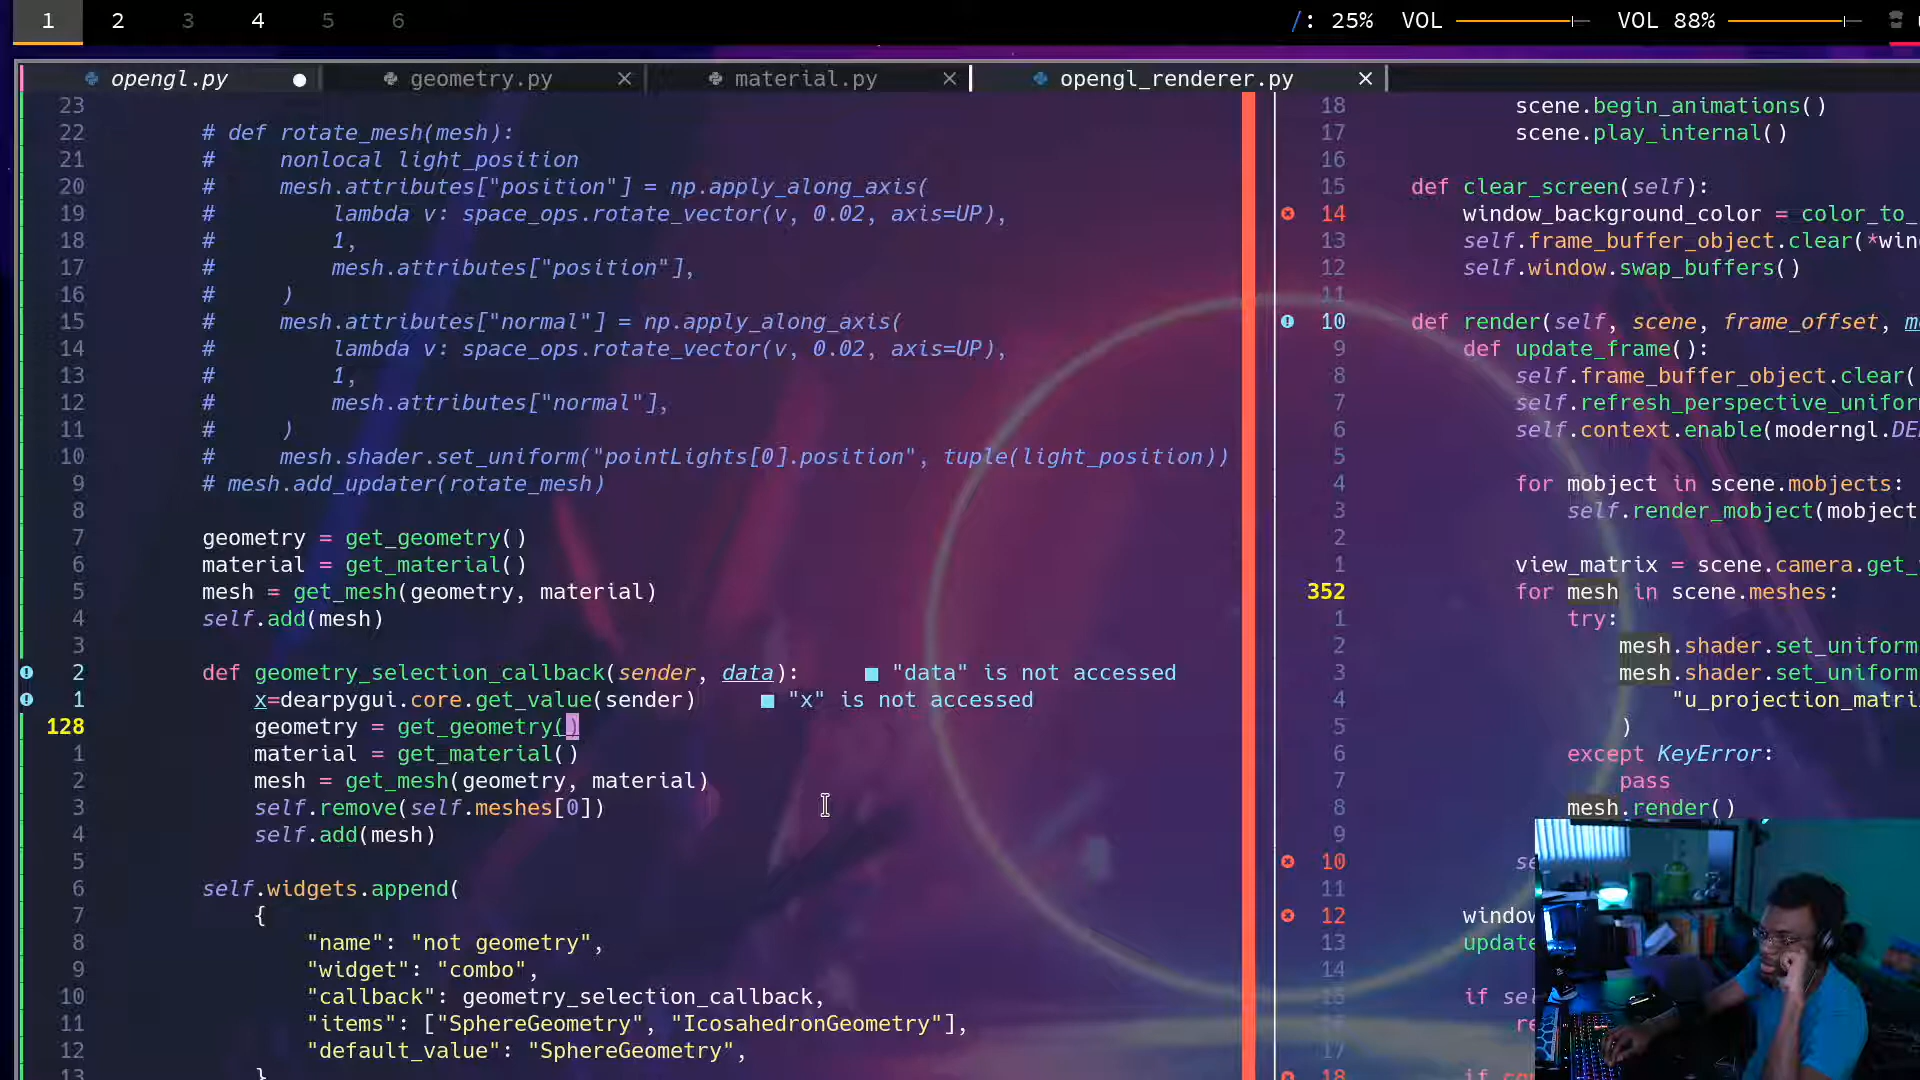 1 2 3 4 5 6
/: 25% VOL VOL 88%
opengl.py geometry.py material.py opengl_renderer.py
23
22 # def rotate_mesh(mesh):
21 # nonlocal light_position
20 # mesh.attributes["position"] = np.apply_along_axis(
19 # lambda v: space_ops.rotate_vector(v, 0.02, axis=UP),
18 # 1,
17 # mesh.attributes["position"],
16 # )
15 # mesh.attributes["normal"] = np.apply_along_axis(
14 # lambda v: space_ops.rotate_vector(v, 0.02, axis=UP),
13 # 1,
12 # mesh.attributes["normal"],
11 # )
10 # mesh.shader.set_uniform("pointLights[0].position", tuple(light_position))
9 # mesh.add_updater(rotate_mesh)
8
7 geometry = get_geometry()
6 material = get_material()
5 mesh = get_mesh(geometry, material)
4 self.add(mesh)
3
2 def geometry_selection_callback(sender, data): ■ "data" is not accessed
1 x=dearpygui.core.get_value(sender) ■ "x" is not accessed
128 geometry = get_geometry()
1 material = get_material()
2 mesh = get_mesh(geometry, material)
3 self.remove(self.meshes[0])
4 self.add(mesh)
5
6 self.widgets.append(
7 {
8 "name": "not geometry",
9 "widget": "combo",
10 "callback": geometry_selection_callback,
11 "items": ["SphereGeometry", "IcosahedronGeometry"],
12 "default_value": "SphereGeometry",
13 }
18 scene.begin_animations()
17 scene.play_internal()
16
15 def clear_screen(self):
14 window_background_color = color_to_
13 self.frame_buffer_object.clear(*win
12 self.window.swap_buffers()
11
10 def render(self, scene, frame_offset, m
9 def update_frame():
8 self.frame_buffer_object.clear(
7 self.refresh_perspective_unifor
6 self.context.enable(moderngl.DE
5
4 for mobject in scene.mobjects:
3 self.render_mobject(mobject
2
1 view_matrix = scene.camera.get_
352 for mesh in scene.meshes:
1 try:
2 mesh.shader.set_uniform
3 mesh.shader.set_uniform
4 "u_projection_matri
5 )
6 except KeyError:
7 pass
8 mesh.render()
9
10 se
11
12 window
13 update
14
15 if sel
16 re
17
18 if